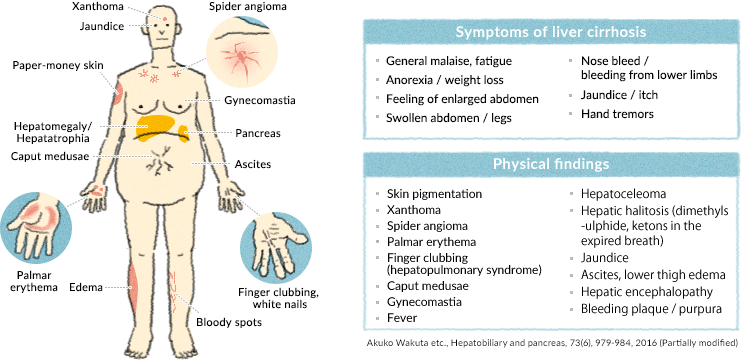 Xanthoma
Jaundice
Spider angioma
Paper-money skin
Gynecomastia
Hepatomegaly/
Hepatatrophia
Pancreas
Caput medusae
Ascites
Palmar
erythema
Edema
Finger clubbing,
white nails
Bloody spots
Symptoms of liver cirrhosis
General malaise, fatigue
Anorexia / weight loss
Feeling of enlarged abdomen
Swollen abdomen / legs
Nose bleed /
bleeding from lower limbs
Jaundice / itch
Hand tremors
Physical findings
Skin pigmentation
Xanthoma
Spider angioma
Palmar erythema
Finger clubbing
(hepatopulmonary syndrome)
Caput medusae
Gynecomastia
Fever
Hepatoceleoma
Hepatic halitosis (dimethyls
-ulphide, ketons in the
expired breath)
Jaundice
Ascites, lower thigh edema
Hepatic encephalopathy
Bleeding plaque / purpura
Akuko Wakuta etc., Hepatobiliary and pancreas, 73(6), 979-984, 2016 (Partially modified)